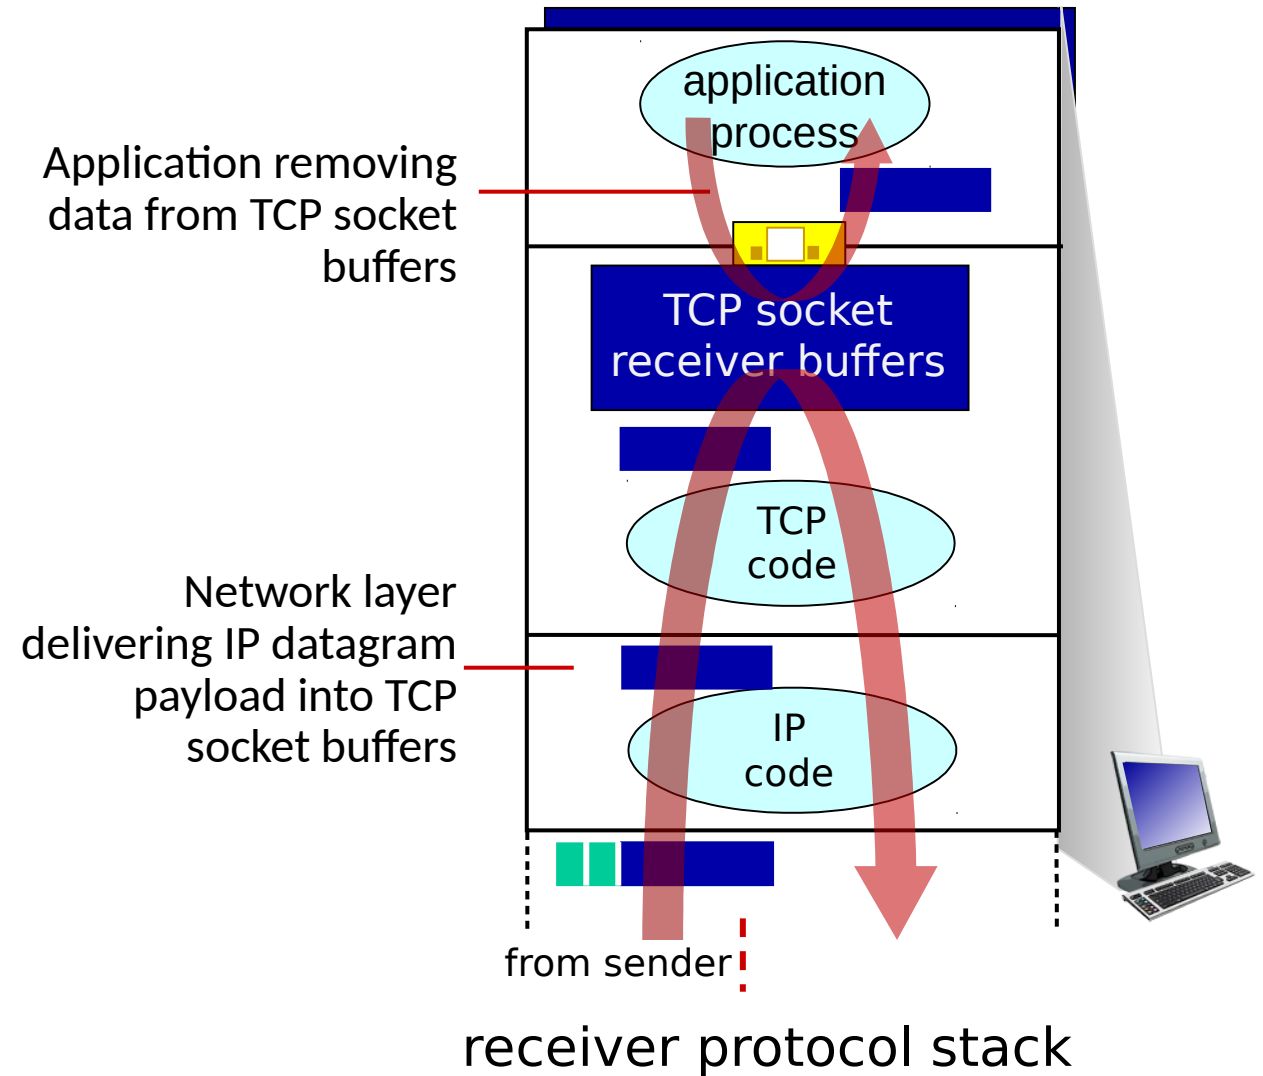 application
process
Application removing
data from TCP socket
buffers
TCP socket
receiver buffers
TCP
code
Network layer
delivering IP datagram
payload into TCP
socket buffers
IP
code
from sender
receiver protocol stack